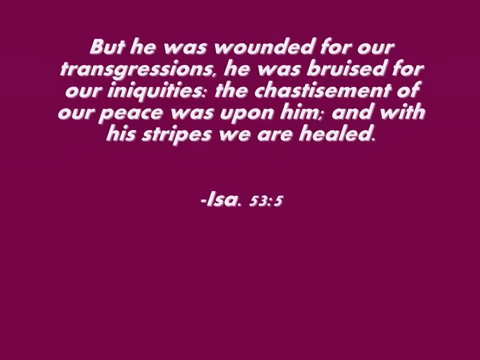 But he was wounded for our
transgressions, he was bruised for
our iniquities: the chastisement of
our peace was upon him; and with
his stripes we are healed.
-Isa. 53:5